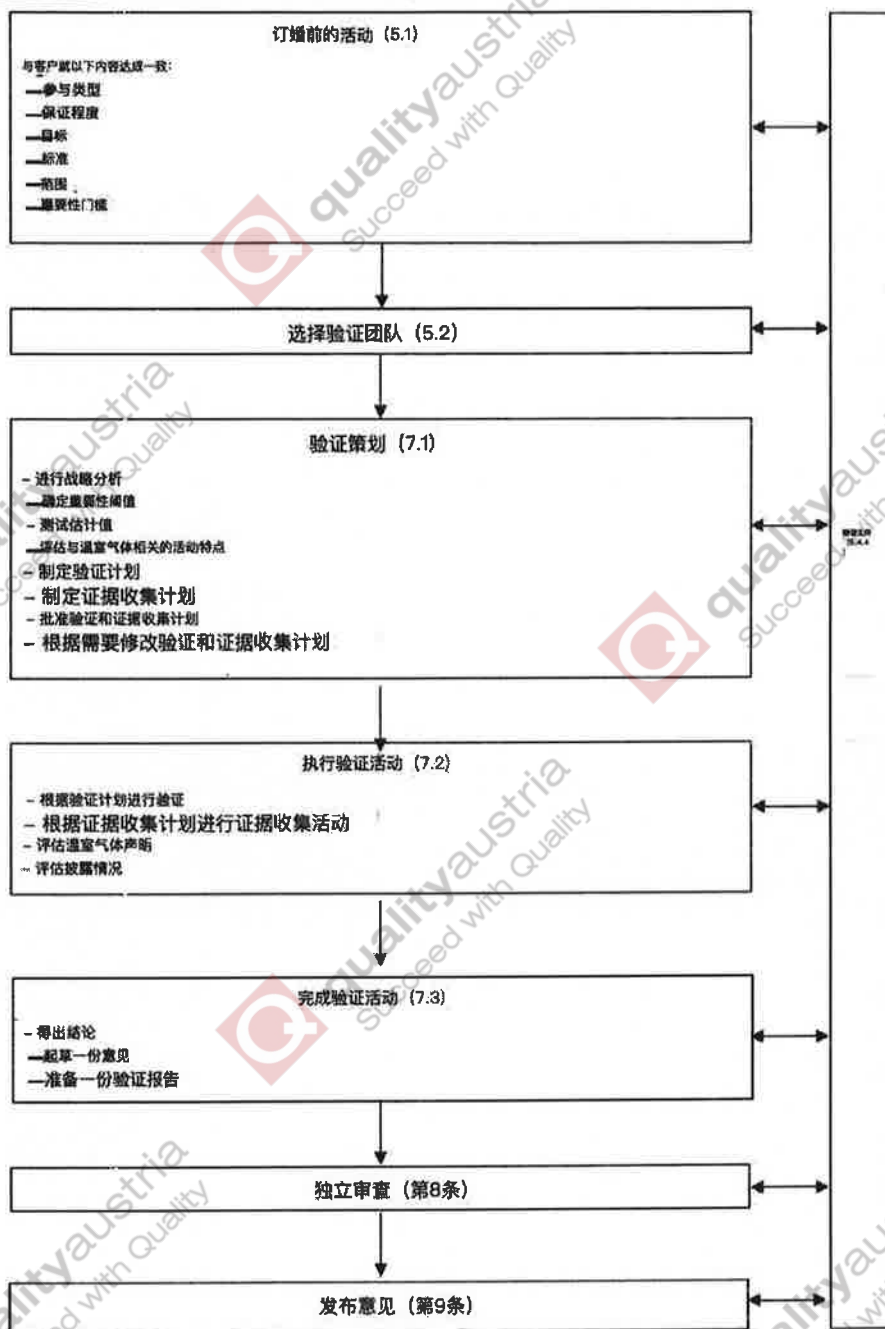 订婚前的活动 (5.1)
与客户就以下内容达成一致：
—参与类型
—保证程度
—目标
—标准
—范围
—重要性门槛
选择验证团队 (5.2)
验证策划 (7.1)
- 进行战略分析
—确定重要性阈值
- 测试估计值
—评估与温室气体相关的活动特点
- 制定验证计划
- 制定证据收集计划
- 批准验证和证据收集计划
- 根据需要修改验证和证据收集计划
执行验证活动 (7.2)
- 根据验证计划进行验证
- 根据证据收集计划进行证据收集活动
- 评估温室气体声明
- 评估披露情况
完成验证活动 (7.3)
- 得出结论
—起草一份意见
—准备一份验证报告
独立审查 (第8条)
发布意见 (第9条)
qualityaustria
Succeed with Quality
qualityaustria
Succeed with Quality
qualityaustria
Succeed with Quality